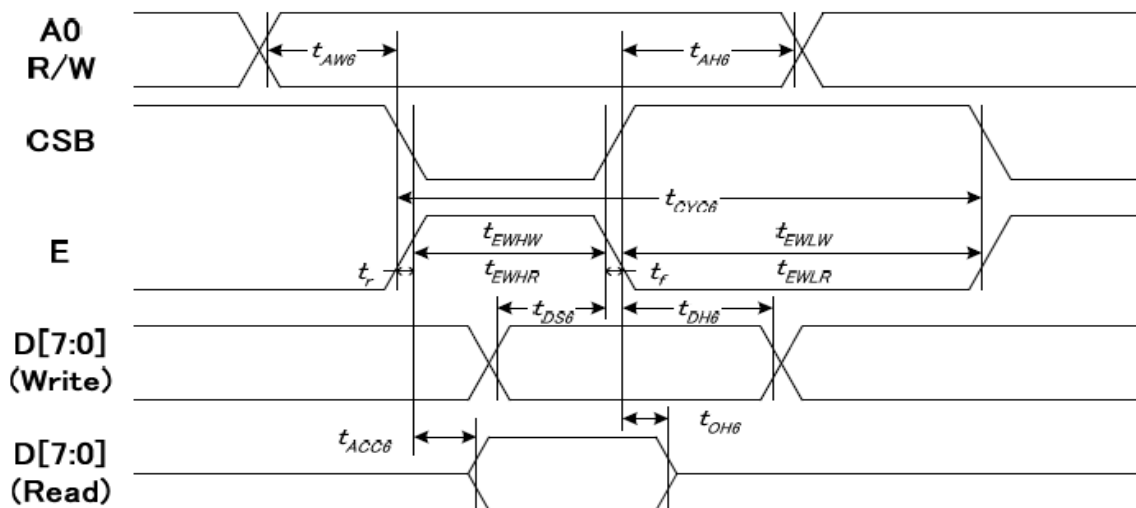 A0
R/W
tAW6
tAH6
CSB
tCYC6
E
tEWHW
tEWLW
tr
tEWHR
tf
tEWLR
tDS6
tDH6
D[7:0]
(Write)
tACC6
tOH6
D[7:0]
(Read)